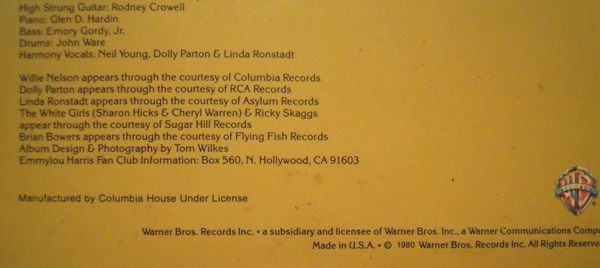 High Strung Guitar: Rodney Crowell
Piano: Glen D. Hardin
Bass: Emory Gordy, Jr.
Drums: John Ware
Harmony Vocals: Neil Young, Dolly Parton & Linda Ronstadt
Willie Nelson appears through the courtesy of Columbia Records
Dolly Parton appears through the courtesy of RCA Records
Linda Ronstadt appears through the courtesy of Asylum Records
The White Girls (Sharon Hicks & Cheryl Warren) & Ricky Skaggs
appear through the courtesy of Sugar Hill Records
Brian Bowers appears through the courtesy of Flying Fish Records
Album Design & Photography by Tom Wilkes
Emmylou Harris Fan Club Information: Box 560, N. Hollywood, CA 91603
Manufactured by Columbia House Under License
Warner Bros. Records Inc. • a subsidiary and licensee of Warner Bros. Inc., a Warner Communications Compa
Made in U.S.A. • © 1980 Warner Bros. Records Inc. All Rights Reserve